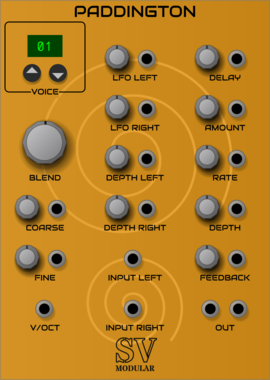 PADDINGTON
01
VOICE
LFO LEFT
DELAY
LFO RIGHT
AMOUNT
BLEND
DEPTH LEFT
RATE
COARSE
DEPTH RIGHT
DEPTH
FINE
INPUT LEFT
FEEDBACK
V/OCT
INPUT RIGHT
OUT
SV
MODULAR